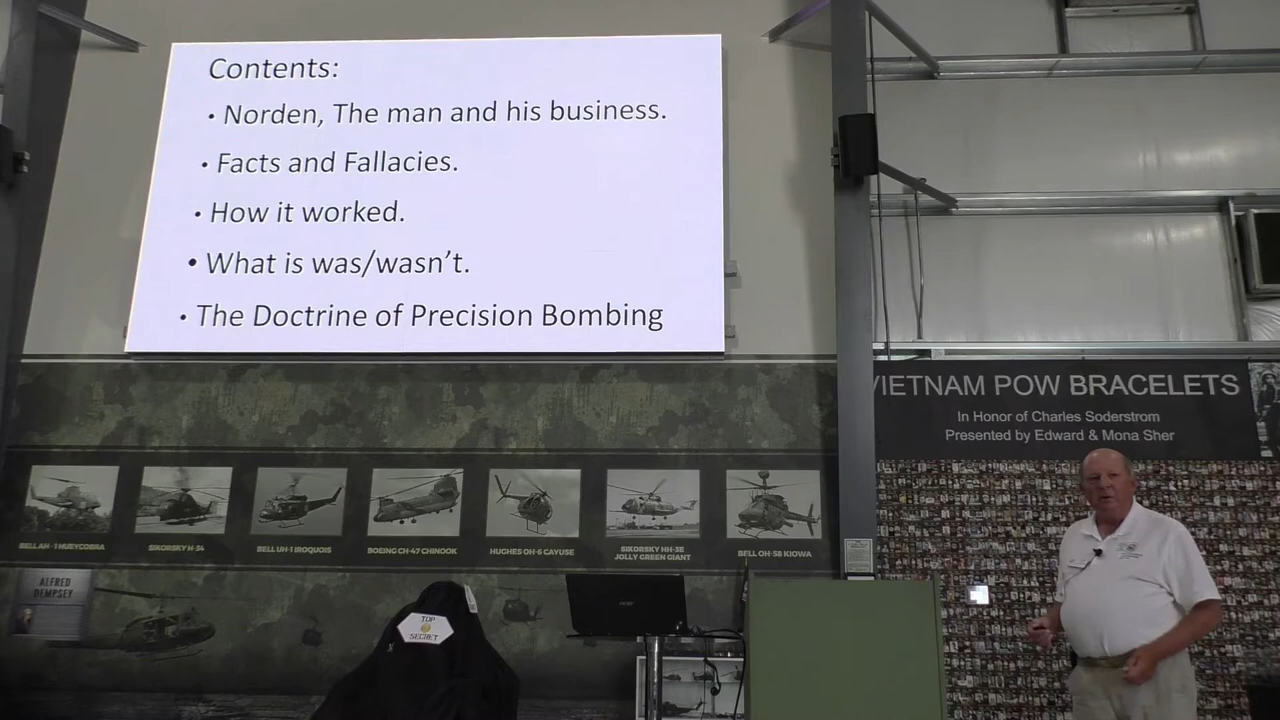 Contents:
• Norden, The man and his business.
• Facts and Fallacies.
• How it worked.
• What is was/wasn't.
• The Doctrine of Precision Bombing
VIETNAM POW BRACELETS
In Honor of Charles Soderstrom
Presented by Edward & Mona Sher
BELL AH-1 HUEYCOBRA
SIKORSKY H-34
BELL UH-1 IROQUOIS
BOEING CH-47 CHINOOK
HUGHES OH-6 CAYUSE
SIKORSKY HH-3E
JOLLY GREEN GIANT
BELL OH-58 KIOWA
ALFRED
DEMPSEY
TOP
SECRET
acer